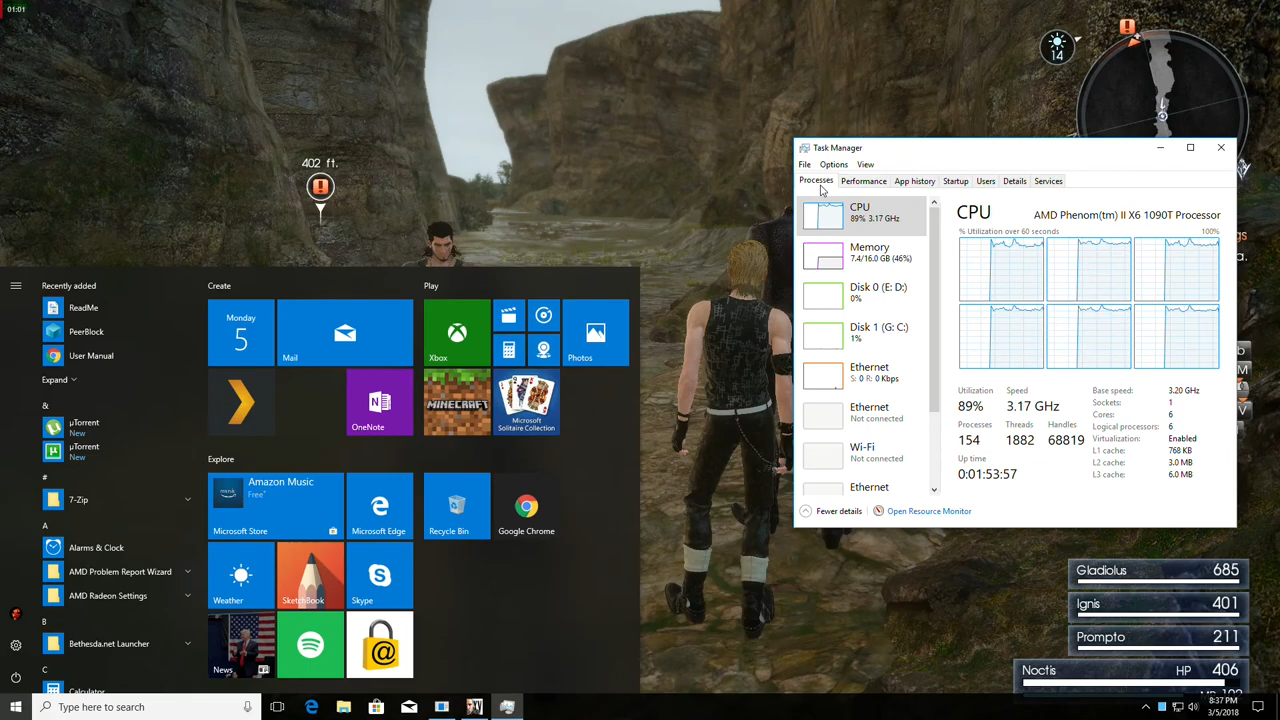 01:01
402 ft.
14
Task Manager
File Options View
Processes Performance App history Startup Users Details Services
CPU
89% 3.17 GHz
Memory
7.4/16.0 GB (46%)
Disk 0 (E: D:)
0%
Disk 1 (G: C:)
1%
Ethernet
S: 0 R: 0 Kbps
Ethernet
Not connected
Wi-Fi
Not connected
Ethernet
CPU AMD Phenom(tm) II X6 1090T Processor
% Utilization over 60 seconds 100%
Utilization Speed
89% 3.17 GHz
Processes Threads Handles
154 1882 68819
Up time
0:01:53:57
Base speed: 3.20 GHz
Sockets: 1
Cores: 6
Logical processors: 6
Virtualization: Enabled
L1 cache: 768 KB
L2 cache: 3.0 MB
L3 cache: 6.0 MB
Fewer details Open Resource Monitor
Recently added
ReadMe
PeerBlock
User Manual
Expand
&
µTorrent
New
µTorrent
New
#
7-Zip
A
Alarms & Clock
AMD Problem Report Wizard
AMD Radeon Settings
B
Bethesda.net Launcher
C
Calculator
Create
Monday
5
Mail
OneNote
Play
Xbox
Photos
MINECRAFT
Microsoft
Solitaire Collection
Explore
Amazon Music
Free*
Microsoft Store
Microsoft Edge
Recycle Bin
Google Chrome
Weather
SketchBook
Skype
News
Gladiolus 685
Ignis 401
Prompto 211
Noctis HP 406
Type here to search
8:37 PM
3/5/2018